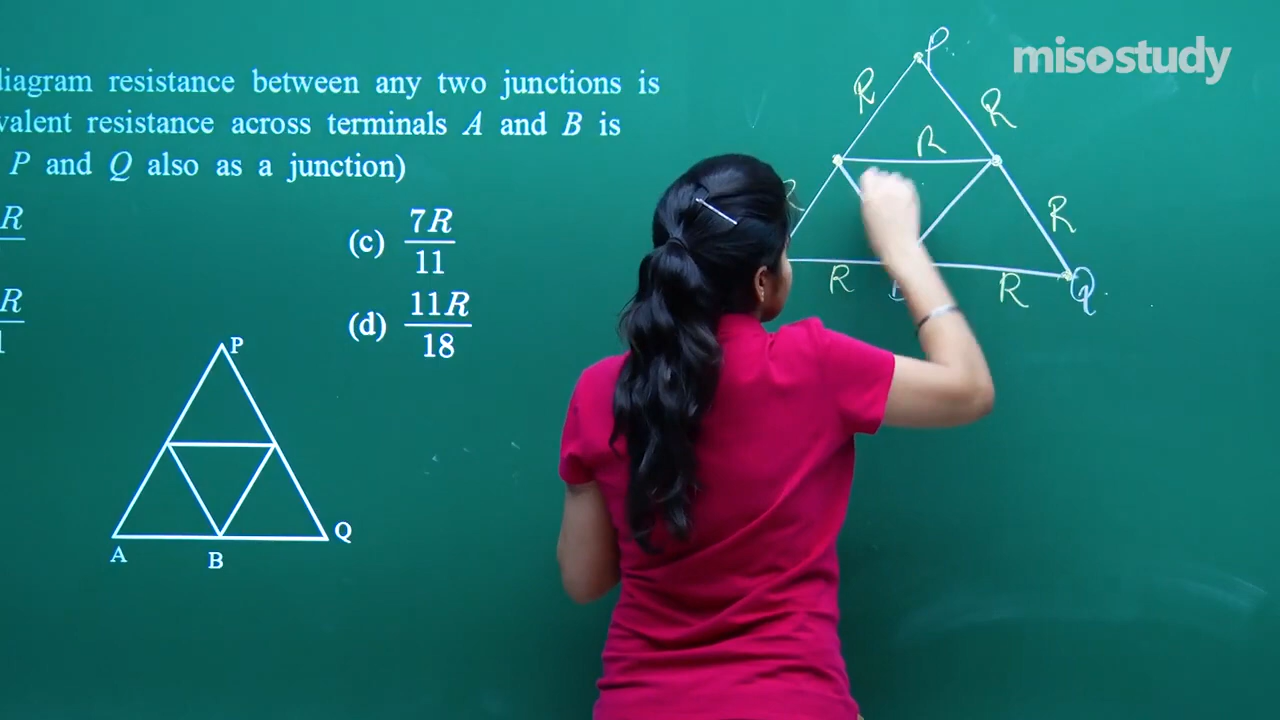 misostudy
diagram resistance between any two junctions is
valent resistance across terminals A and B is
P and Q also as a junction)
R
(c) 7R/11
R
(d) 11R/18
P
A
B
Q
P
R
R
R
R
R
R
Q